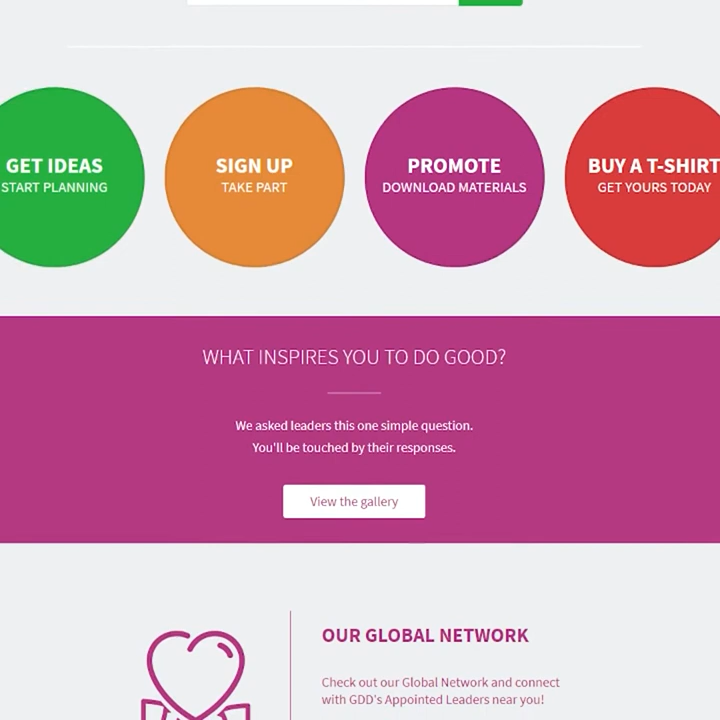 GET IDEAS
START PLANNING
SIGN UP
TAKE PART
PROMOTE
DOWNLOAD MATERIALS
BUY A T-SHIRT
GET YOURS TODAY
WHAT INSPIRES YOU TO DO GOOD?
We asked leaders this one simple question.
You'll be touched by their responses.
View the gallery
OUR GLOBAL NETWORK
Check out our Global Network and connect
with GDD's Appointed Leaders near you!